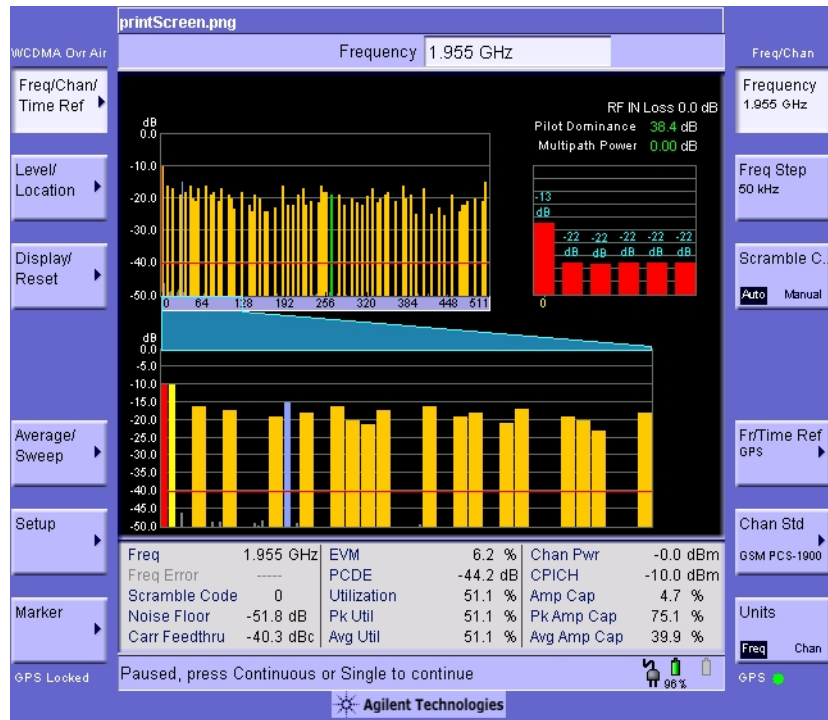 printScreen.png
WCDMA Ovr Air
Frequency 1.955 GHz
Freq/Chan
Freq/Chan/
Time Ref
Level/
Location
Display/
Reset
Average/
Sweep
Setup
Marker
GPS Locked
RF IN Loss 0.0 dB
Pilot Dominance 38.4 dB
Multipath Power 0.00 dB
dB
0.0
-10.0
-20.0
-30.0
-40.0
-50.0
0 64 128 192 256 320 384 448 511
-13
dB
-22 -22 -22 -22 -22
dB dB dB dB dB
0
dB
0.0
-5.0
-10.0
-15.0
-20.0
-25.0
-30.0
-35.0
-40.0
-45.0
-50.0
Freq 1.955 GHz EVM 6.2 % Chan Pwr -0.0 dBm
Freq Error ----- PCDE -44.2 dB CPICH -10.0 dBm
Scramble Code 0 Utilization 51.1 % Amp Cap 4.7 %
Noise Floor -51.8 dB Pk Util 51.1 % Pk Amp Cap 75.1 %
Carr Feedthru -40.3 dBc Avg Util 51.1 % Avg Amp Cap 39.9 %
Paused, press Continuous or Single to continue
96%
Agilent Technologies
Frequency
1.955 GHz
Freq Step
50 kHz
Scramble C..
Auto Manual
Fr/Time Ref
GPS
Chan Std
GSM PCS-1900
Units
Freq Chan
GPS